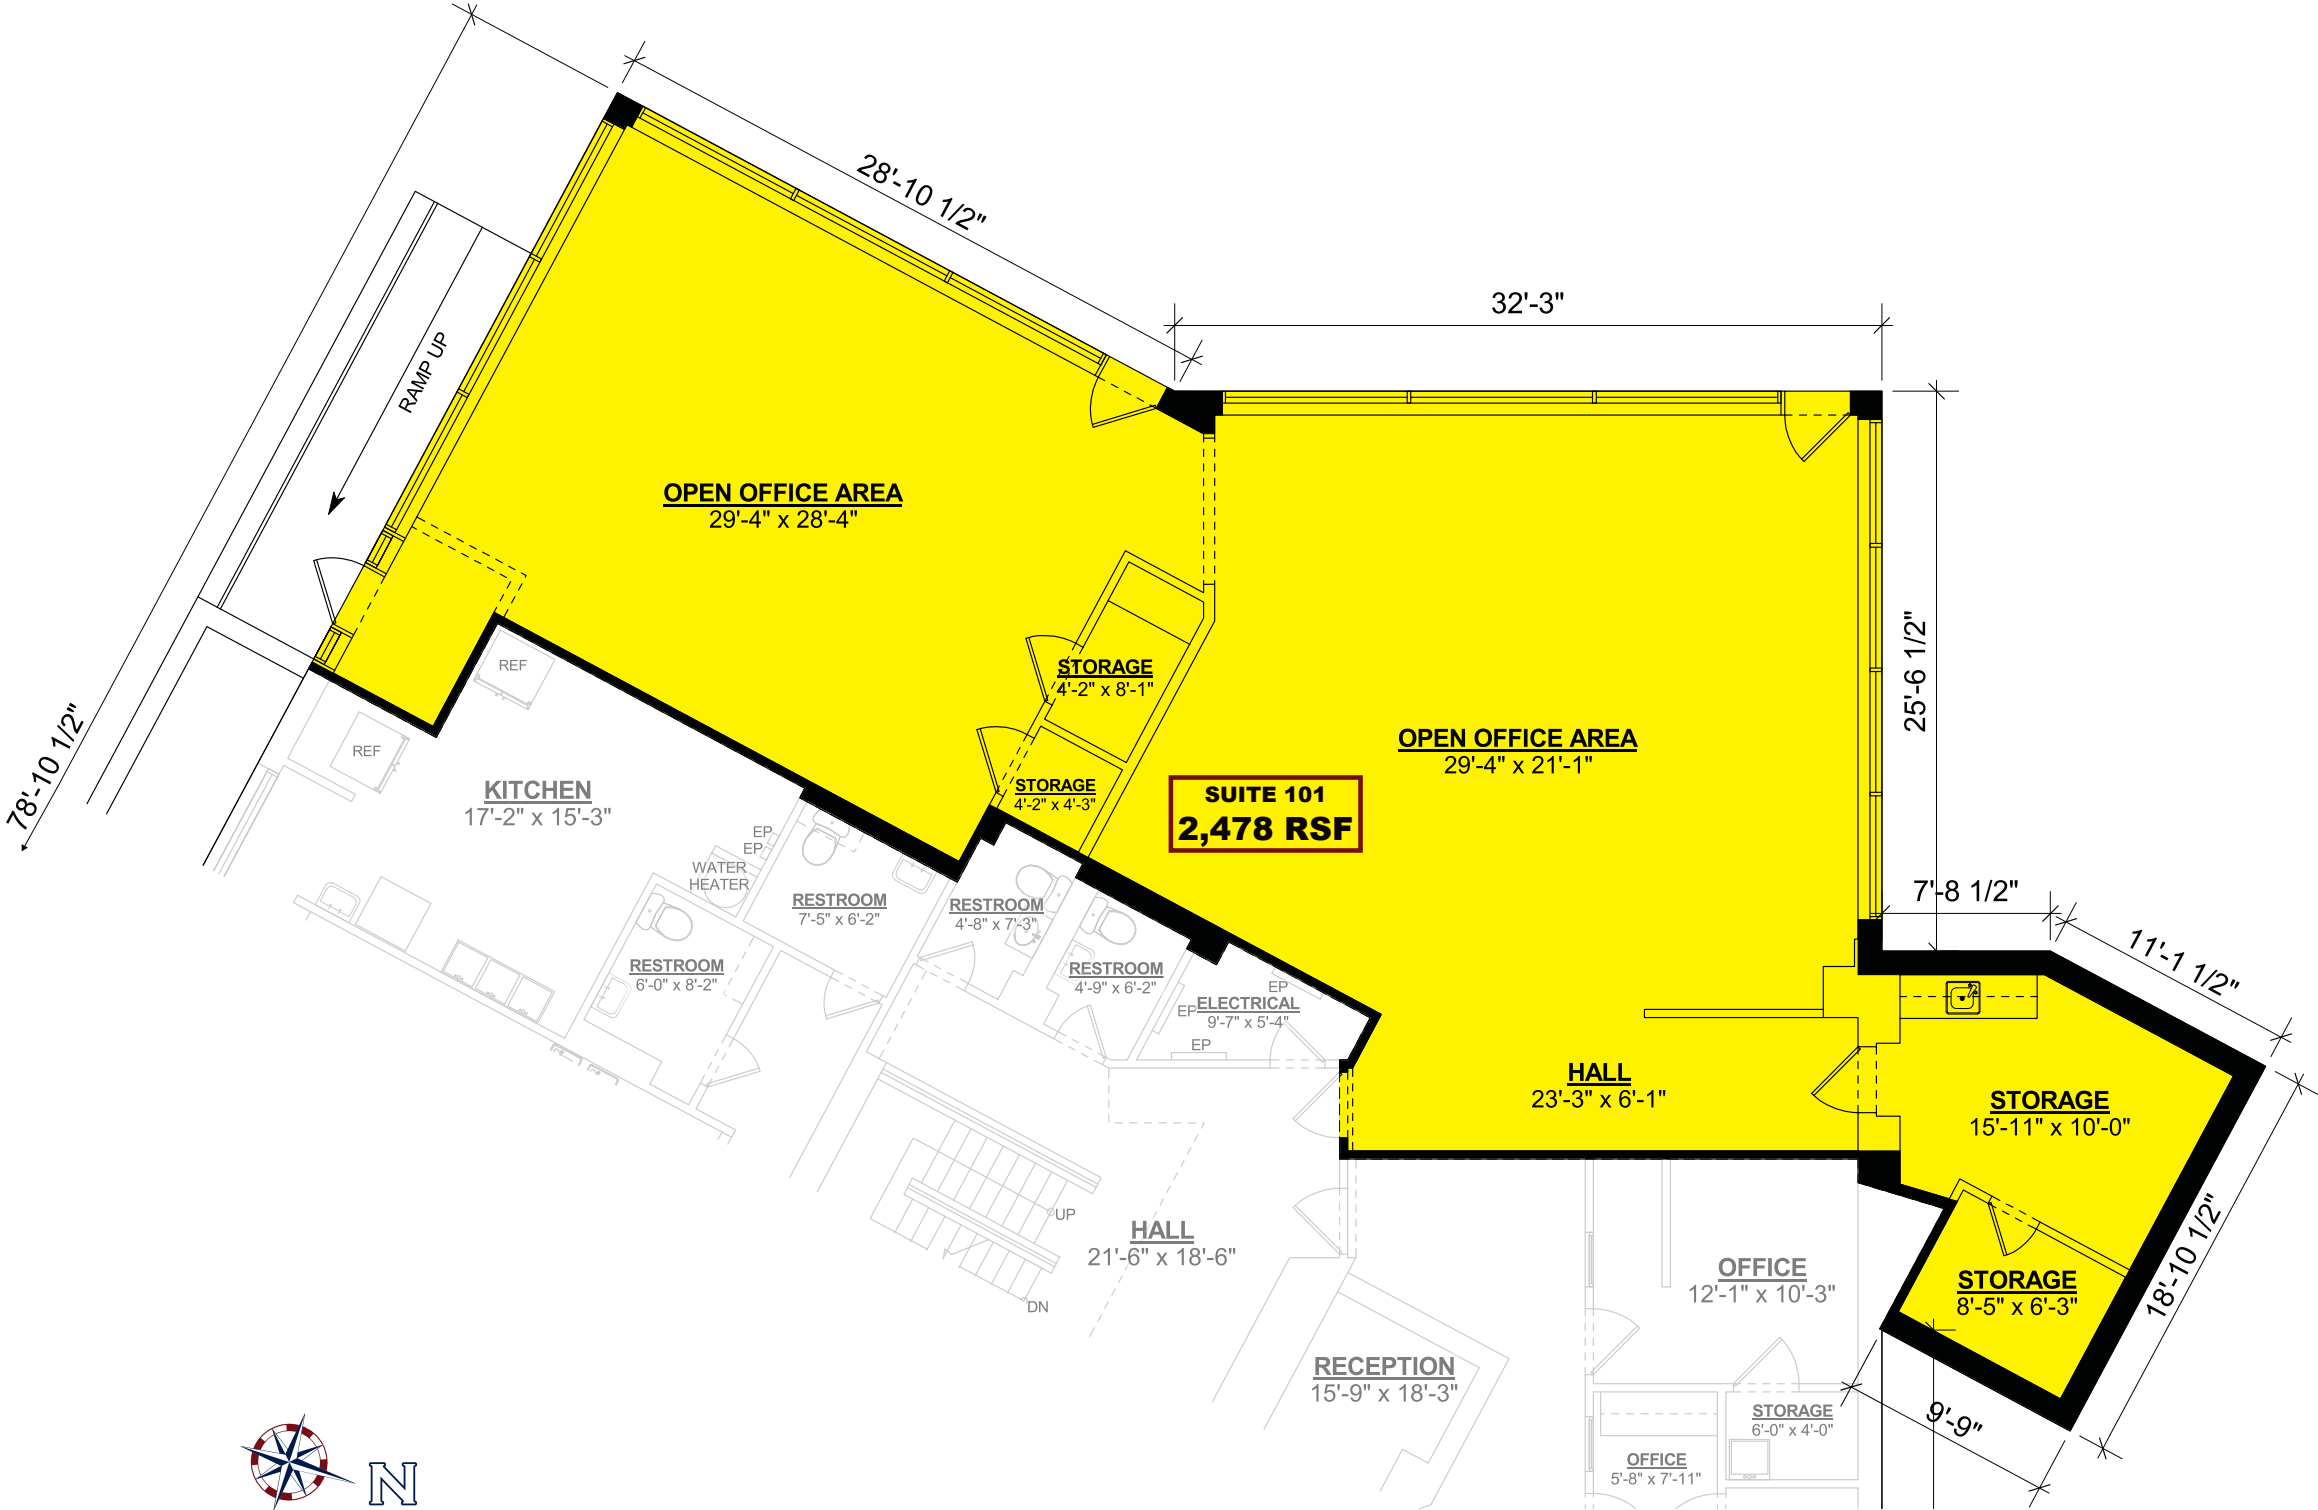 28'-10 1/2"
32'-3"
RAMP UP
OPEN OFFICE AREA
29'-4" x 28'-4"
78'-10 1/2"
REF
REF
KITCHEN
17'-2" x 15'-3"
STORAGE
4'-2" x 8'-1"
STORAGE
4'-2" x 4'-3"
OPEN OFFICE AREA
29'-4" x 21'-1"
SUITE 101
2,478 RSF
25'-6 1/2"
7'-8 1/2"
11'-1 1/2"
EP
EP
WATER
HEATER
RESTROOM
7'-5" x 6'-2"
RESTROOM
4'-8" x 7'-3"
RESTROOM
6'-0" x 8'-2"
RESTROOM
4'-9" x 6'-2"
EP
ELECTRICAL
9'-7" x 5'-4"
EP
EP
HALL
23'-3" x 6'-1"
STORAGE
15'-11" x 10'-0"
UP
HALL
21'-6" x 18'-6"
DN
OFFICE
12'-1" x 10'-3"
STORAGE
8'-5" x 6'-3"
18'-10 1/2"
RECEPTION
15'-9" x 18'-3"
STORAGE
6'-0" x 4'-0"
9'-9"
OFFICE
5'-8" x 7'-11"
N